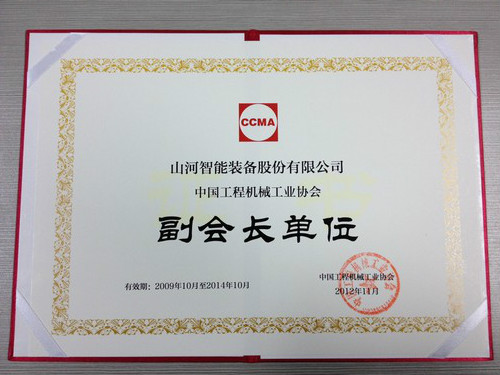 CCMA
山河智能装备股份有限公司
中国工程机械工业协会
副会长单位
有效期：2009年10月至2014年10月
中国工程机械工业协会
2012年11月